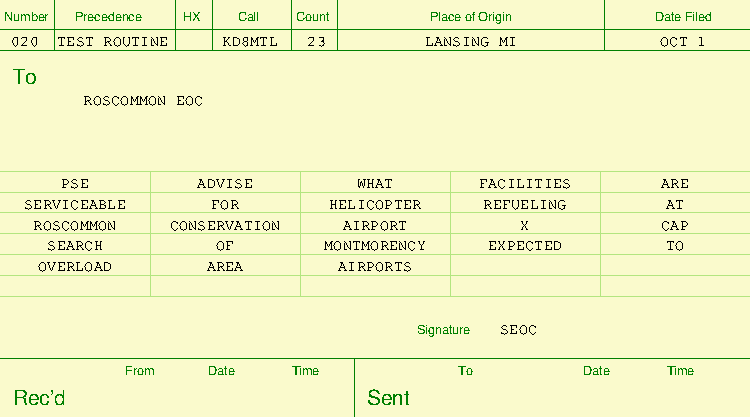 Number Precedence HX Call Count Place of Origin Date Filed
020 TEST ROUTINE KD8MTL 23 LANSING MI OCT 1
To
ROSCOMMON EOC
PSE ADVISE WHAT FACILITIES ARE
SERVICEABLE FOR HELICOPTER REFUELING AT
ROSCOMMON CONSERVATION AIRPORT X CAP
SEARCH OF MONTMORENCY EXPECTED TO
OVERLOAD AREA AIRPORTS
Signature SEOC
From Date Time To Date Time
Rec'd Sent